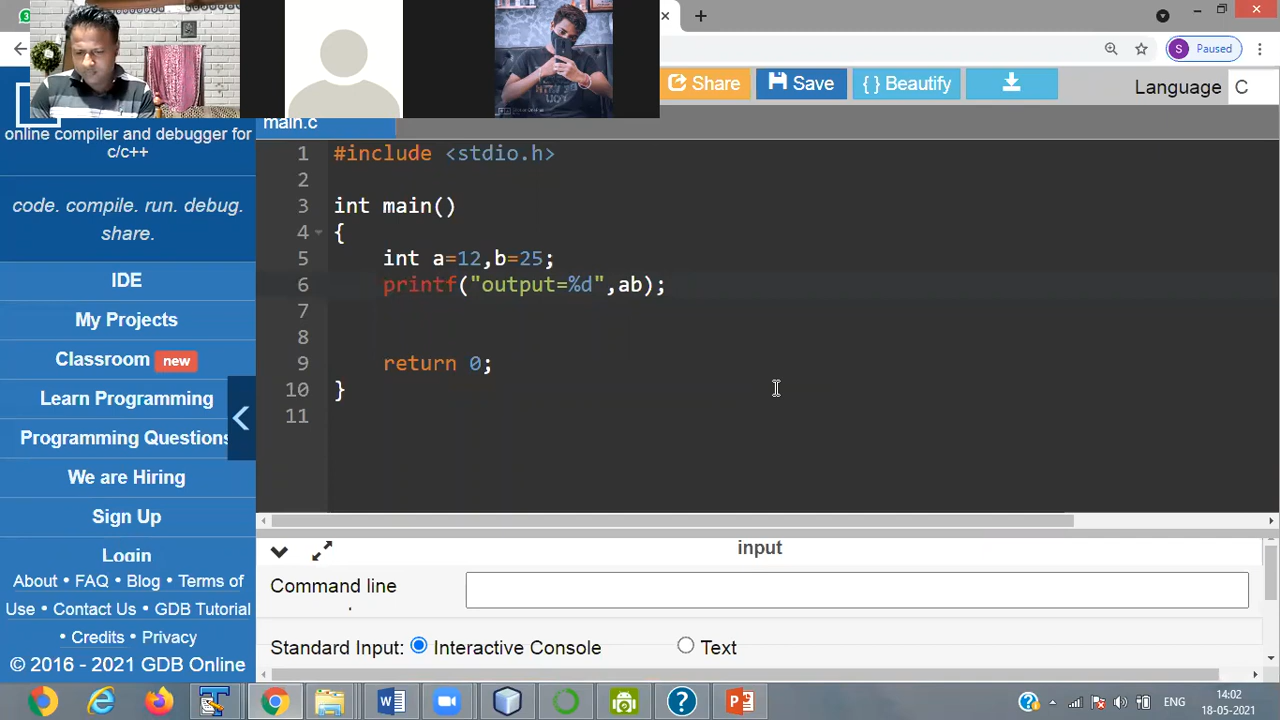 Paused
Share
Save
{ } Beautify
Language C
main.c
online compiler and debugger for
c/c++
code. compile. run. debug.
share.
IDE
My Projects
Classroom new
Learn Programming
Programming Questions
We are Hiring
Sign Up
Login
About • FAQ • Blog • Terms of
Use • Contact Us • GDB Tutorial
• Credits • Privacy
© 2016 - 2021 GDB Online
1 #include <stdio.h>
2
3 int main()
4 {
5 int a=12,b=25;
6 printf("output=%d",ab);
7
8
9 return 0;
10 }
11
input
Command line
Standard Input: Interactive Console Text
ENG
14:02
18-05-2021